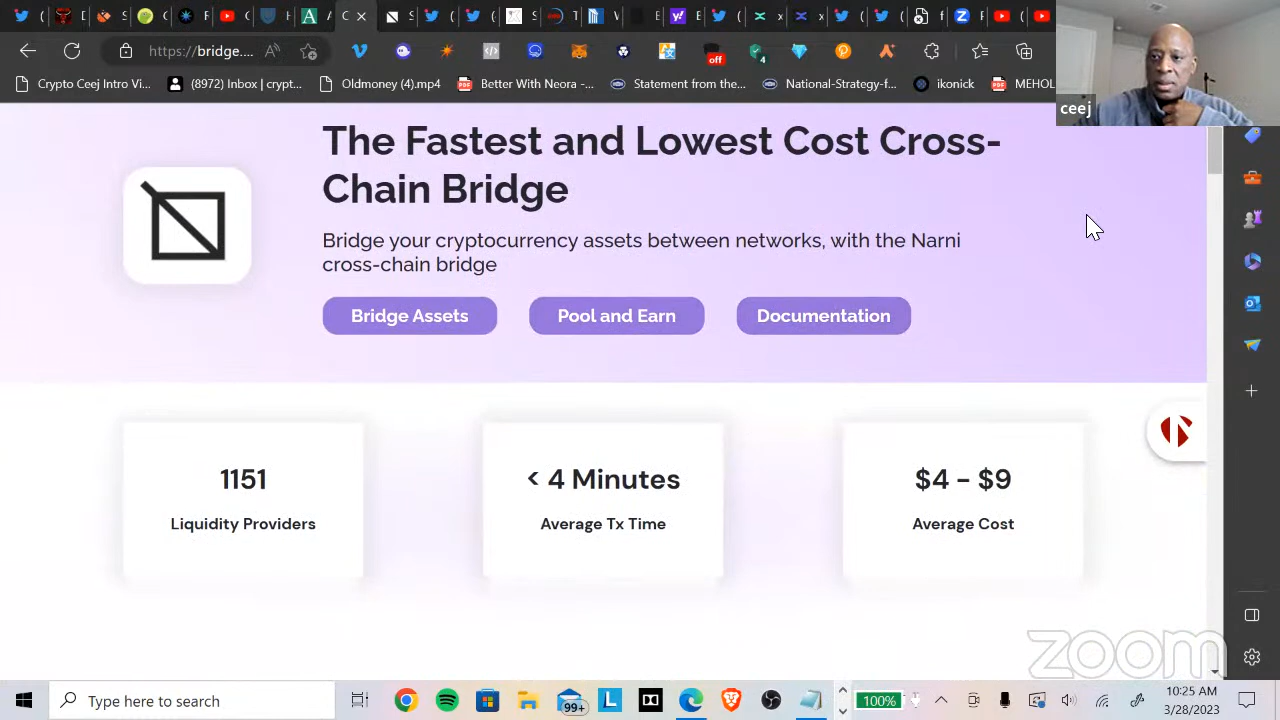 https://bridge....
off
4
Crypto Ceej Intro Vi...
(8972) Inbox | crypt...
Oldmoney (4).mp4
Better With Neora -...
Statement from the...
National-Strategy-f...
ikonick
MEHOL
ceej
The Fastest and Lowest Cost Cross-
Chain Bridge
Bridge your cryptocurrency assets between networks, with the Narni
cross-chain bridge
Bridge Assets
Pool and Earn
Documentation
1151
Liquidity Providers
< 4 Minutes
Average Tx Time
$4 - $9
Average Cost
zoom
Type here to search
99+
100%
10:25 AM
3/28/2023